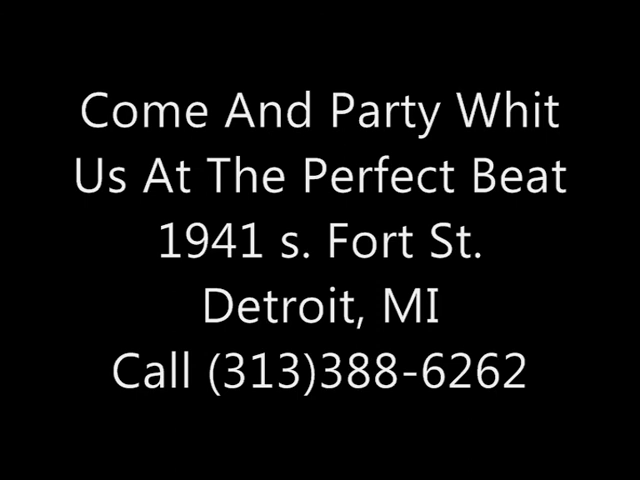 Come And Party Whit
Us At The Perfect Beat
1941 s. Fort St.
Detroit, MI
Call (313)388-6262